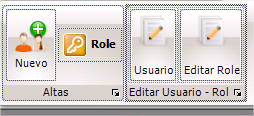 Role
Nuevo
Usuario
Editar Role
Altas
Editar Usuario - Rol